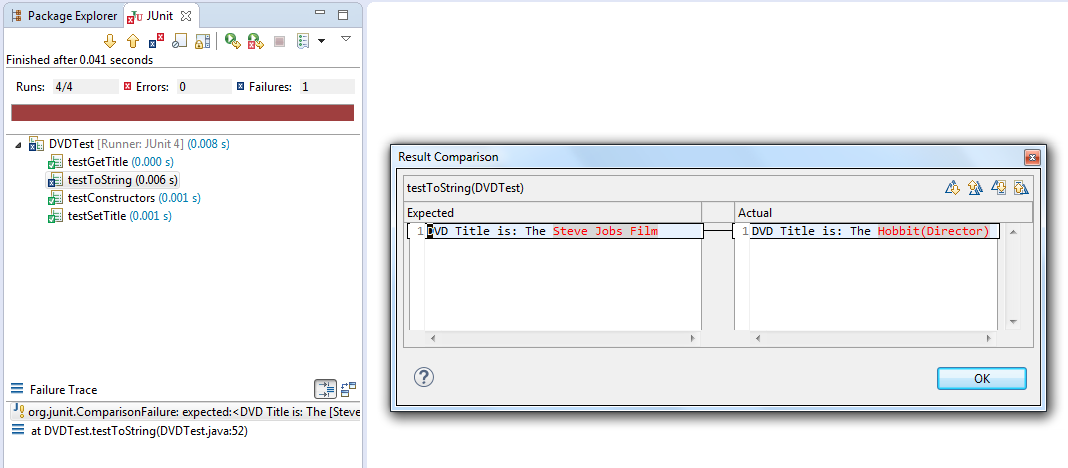 Package Explorer JUnit
Finished after 0.041 seconds
Runs: 4/4 Errors: 0 Failures: 1
DVDTest [Runner: JUnit 4] (0.008 s)
testGetTitle (0.000 s)
testToString (0.006 s)
testConstructors (0.001 s)
testSetTitle (0.001 s)
Failure Trace
org.junit.ComparisonFailure: expected:<DVD Title is: The [Steve
at DVDTest.testToString(DVDTest.java:52)
Result Comparison
testToString(DVDTest)
Expected
1 DVD Title is: The Steve Jobs Film
Actual
1 DVD Title is: The Hobbit(Director)
OK